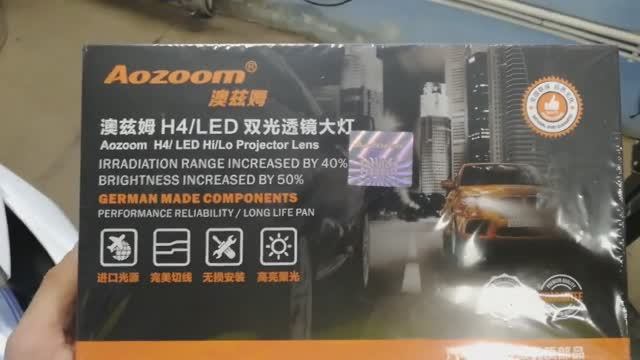 Aozoom®
澳兹姆
澳兹姆 H4/LED 双光透镜大灯
Aozoom H4/ LED Hi/Lo Projector Lens
IRRADIATION RANGE INCREASED BY 40%
BRIGHTNESS INCREASED BY 50%
GERMAN MADE COMPONENTS
PERFORMANCE RELIABILITY / LONG LIFE PAN
进口光源 完美切线 无损安装 高亮聚光